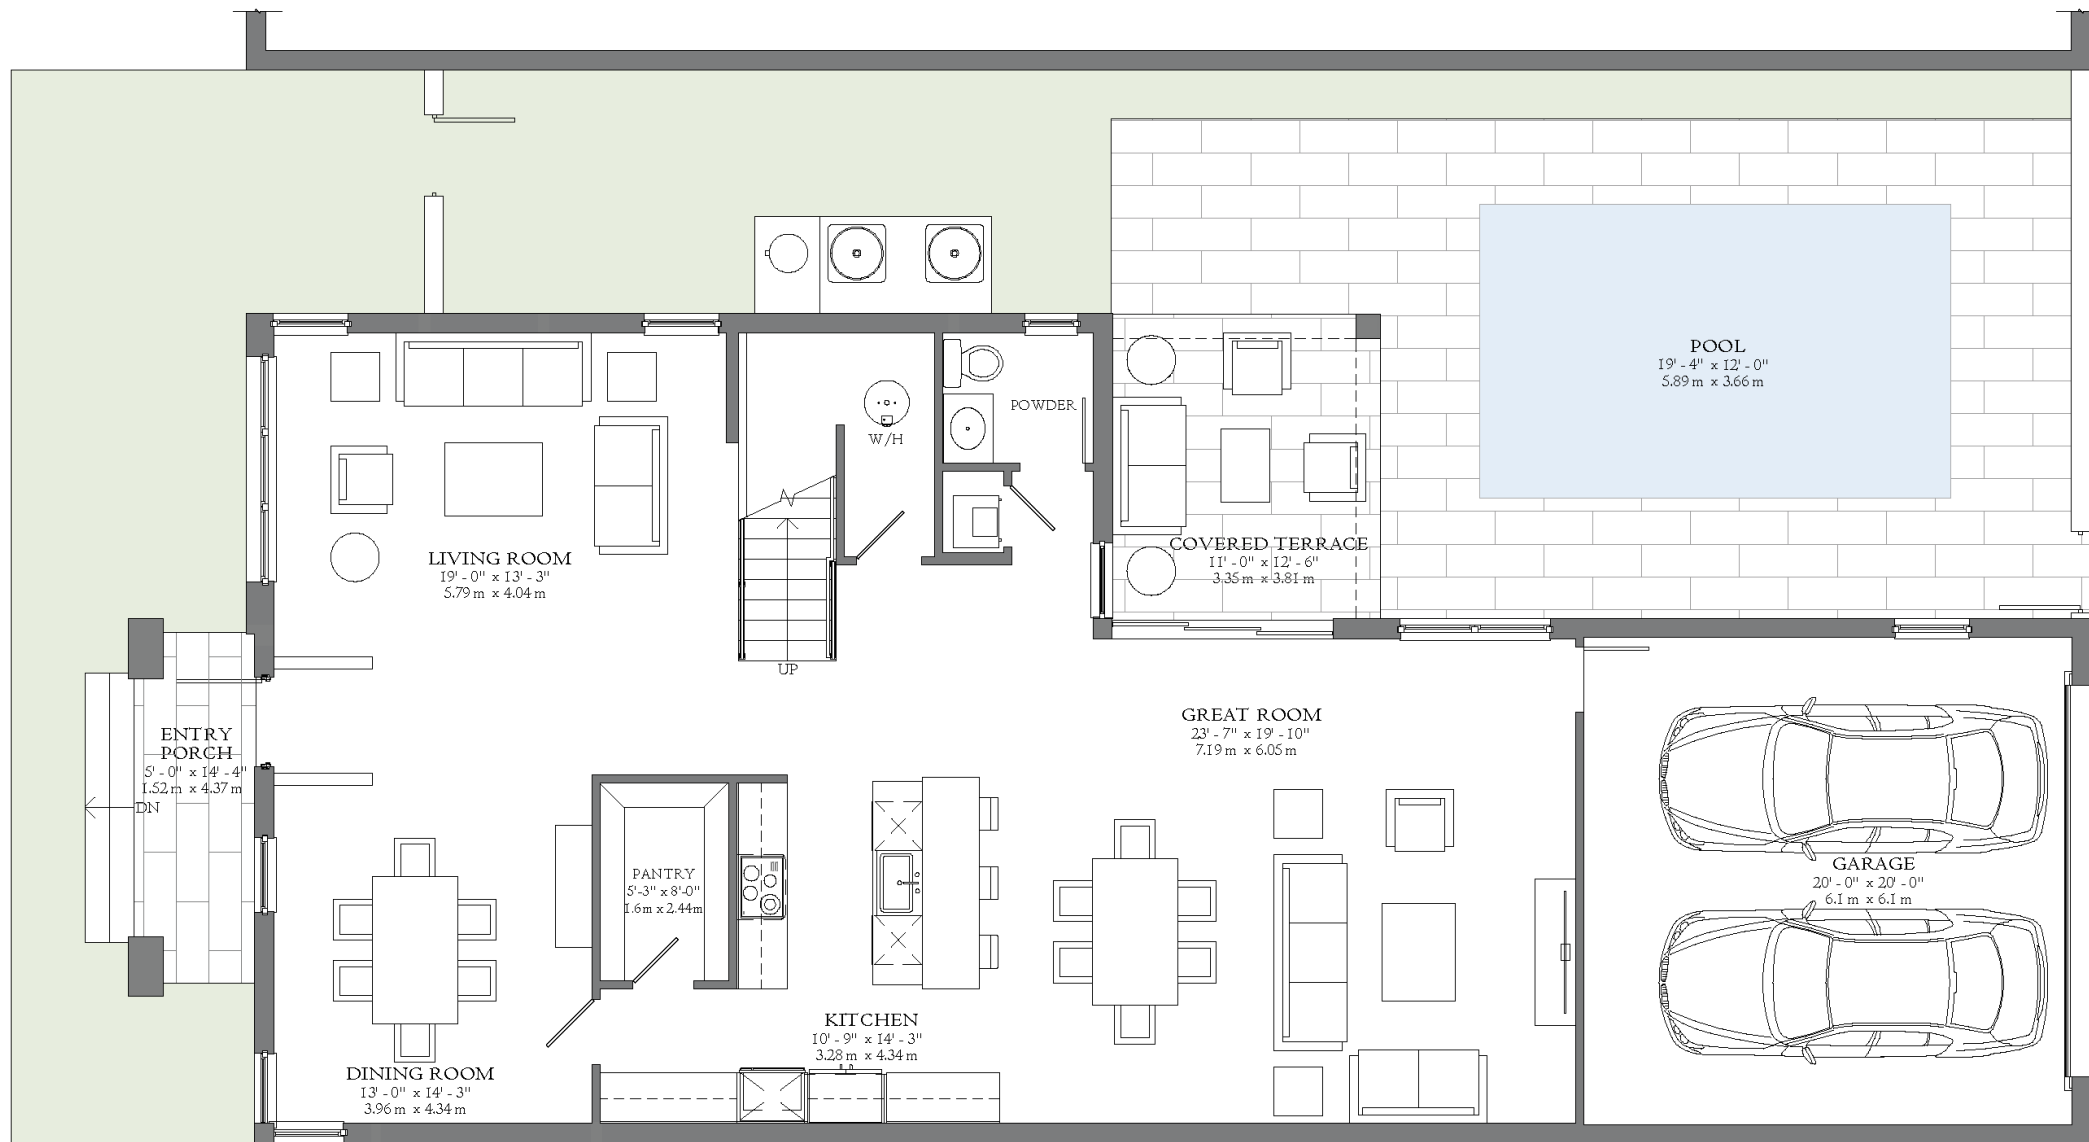 POOL
19' - 4" x 12' - 0"
5.89 m x 3.66 m
POWDER
W/H
LIVING ROOM
19' - 0" x 13' - 3"
5.79 m x 4.04 m
COVERED TERRACE
11' - 0" x 12' - 6"
3.35 m x 3.81 m
UP
ENTRY
PORCH
5' - 0" x 14' - 4"
1.52 m x 4.37 m
DN
GREAT ROOM
23' - 7" x 19' - 10"
7.19 m x 6.05 m
PANTRY
5'-3" x 8'-0"
1.6m x 2.44m
GARAGE
20' - 0" x 20' - 0"
6.1 m x 6.1 m
KITCHEN
10' - 9" x 14' - 3"
3.28 m x 4.34 m
DINING ROOM
13' - 0" x 14' - 3"
3.96 m x 4.34 m